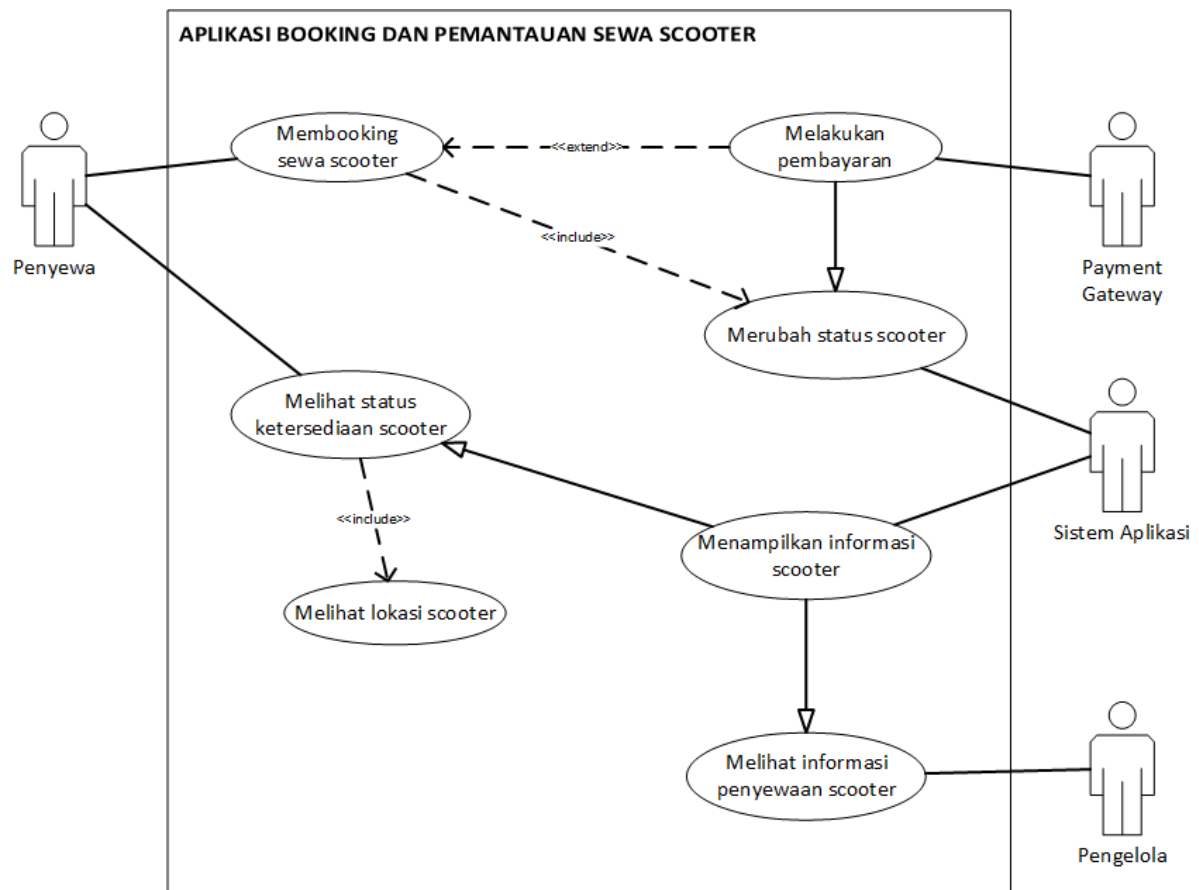 APLIKASI BOOKING DAN PEMANTAUAN SEWA SCOOTER
Membooking
sewa scooter
<<extend>>
Melakukan
pembayaran
Penyewa
<<include>>
Payment
Gateway
Merubah status scooter
Melihat status
ketersediaan scooter
<<include>>
Menampilkan informasi
scooter
Sistem Aplikasi
Melihat lokasi scooter
Melihat informasi
penyewaan scooter
Pengelola